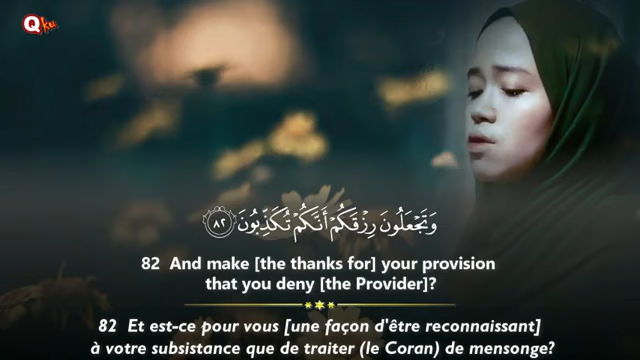 Qku
وَتَجْعَلُونَ رِزْقَكُمْ أَنَّكُمْ تُكَذِّبُونَ ٨٢
82 And make [the thanks for] your provision
that you deny [the Provider]?
82 Et est-ce pour vous [une façon d'être reconnaissant]
à votre subsistance que de traiter (le Coran) de mensonge?